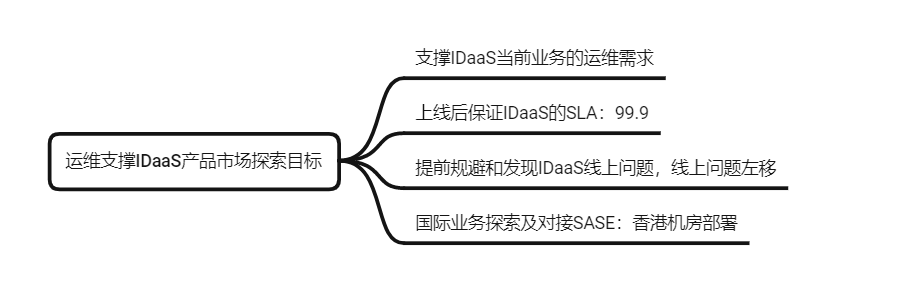 支撑IDaaS当前业务的运维需求
上线后保证IDaaS的SLA：99.9
运维支撑IDaaS产品市场探索目标
提前规避和发现IDaaS线上问题，线上问题左移
国际业务探索及对接SASE：香港机房部署